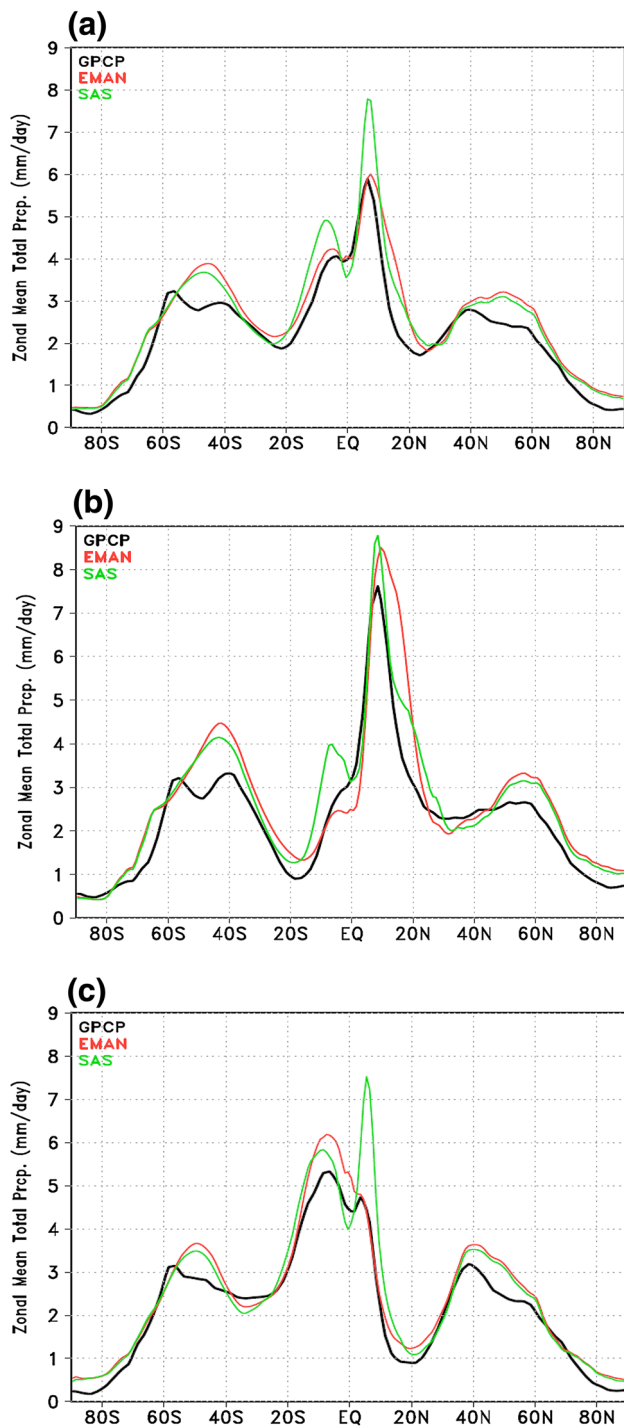 (a)
9
8
7
6
5
4
3
2
1
0
Zonal Mean Total Prcp. (mm/day)
GPCP
EMAN
SAS
80S 60S 40S 20S EQ 20N 40N 60N 80N
(b)
9
8
7
6
5
4
3
2
1
0
Zonal Mean Total Prcp. (mm/day)
GPCP
EMAN
SAS
80S 60S 40S 20S EQ 20N 40N 60N 80N
(c)
9
8
7
6
5
4
3
2
1
0
Zonal Mean Total Prcp. (mm/day)
GPCP
EMAN
SAS
80S 60S 40S 20S EQ 20N 40N 60N 80N